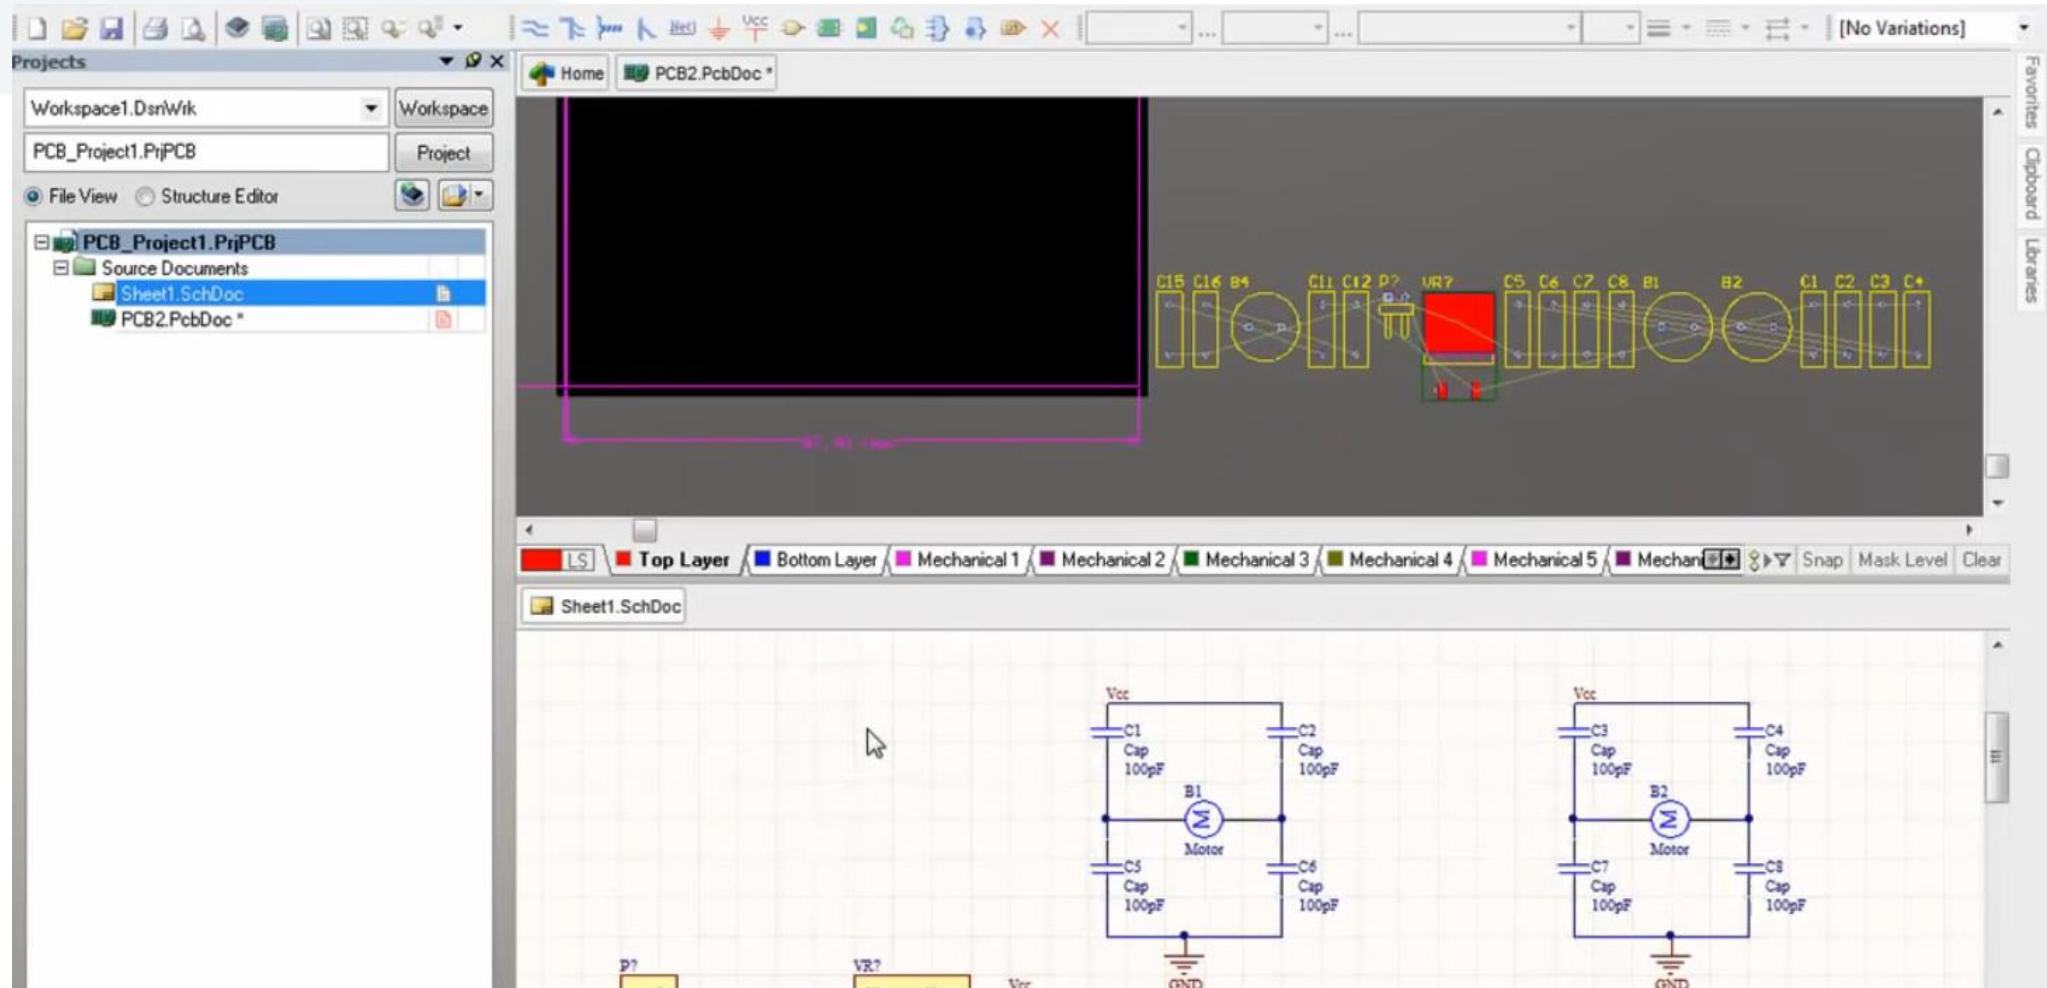 [No Variations]
Projects
Workspace1.DsnWrk
Workspace
PCB_Project1.PrjPCB
Project
File View
Structure Editor
PCB_Project1.PrjPCB
Source Documents
Sheet1.SchDoc
PCB2.PcbDoc *
Home
PCB2.PcbDoc *
Favorites
Clipboard
Libraries
C15 C16 B4 C11 C12 P? VR? C5 C6 C7 C8 B1 B2 C1 C2 C3 C4
LS
Top Layer
Bottom Layer
Mechanical 1
Mechanical 2
Mechanical 3
Mechanical 4
Mechanical 5
Mechan
Snap
Mask Level
Clear
Sheet1.SchDoc
Vcc
C1
Cap
100pF
C2
Cap
100pF
B1
M
Motor
C5
Cap
100pF
C6
Cap
100pF
GND
Vcc
C3
Cap
100pF
C4
Cap
100pF
B2
M
Motor
C7
Cap
100pF
C8
Cap
100pF
GND
P?
VR?
Vcc